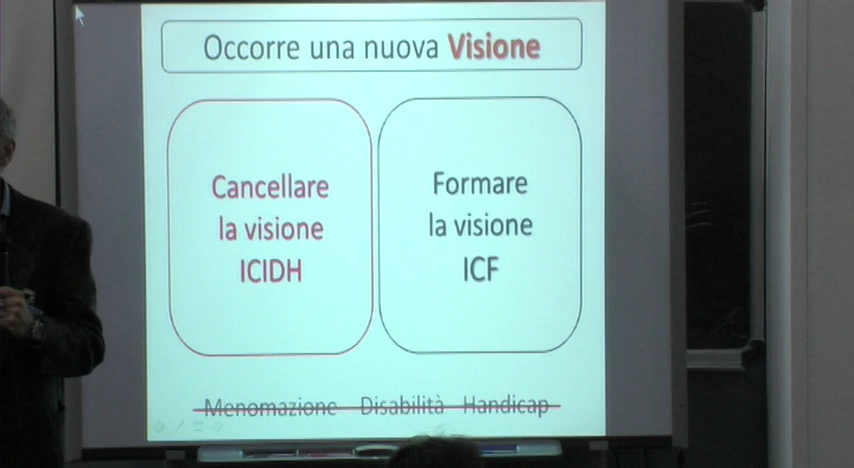 Occorre una nuova Visione
Cancellare
la visione
ICIDH
Formare
la visione
ICF
Menomazione Disabilità Handicap